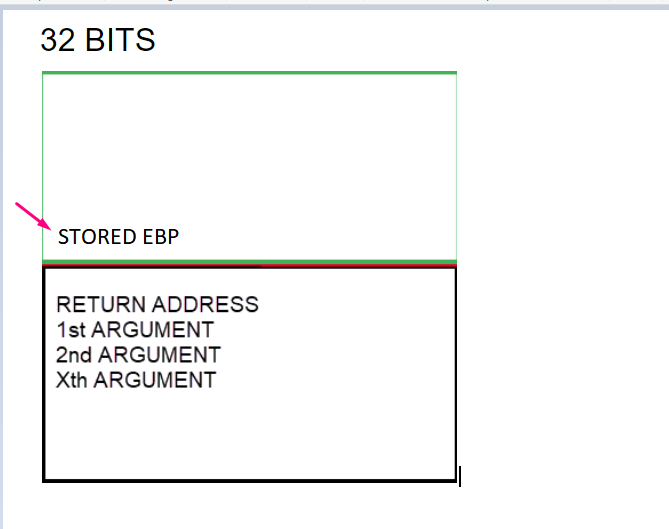 32 BITS
STORED EBP
RETURN ADDRESS
1st ARGUMENT
2nd ARGUMENT
Xth ARGUMENT